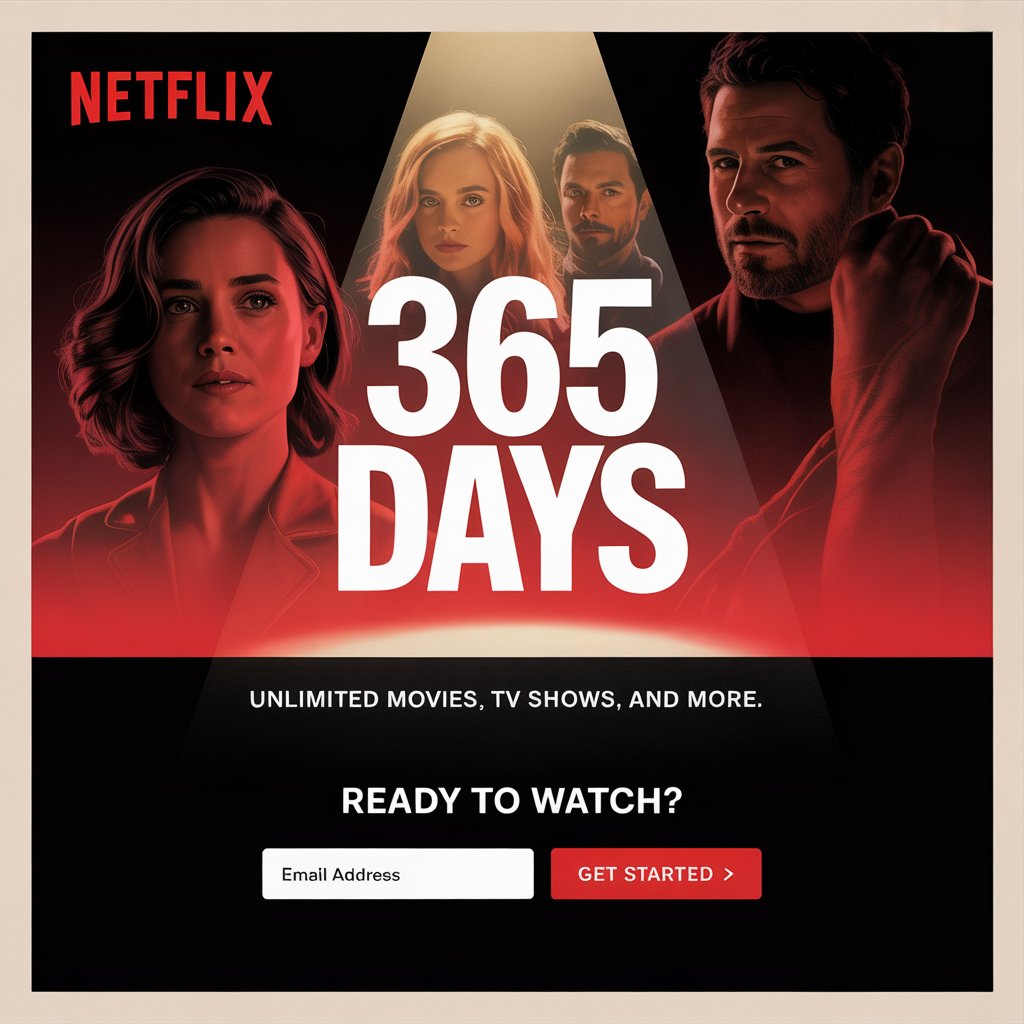 NETFLIX
365
DAYS
UNLIMITED MOVIES, TV SHOWS, AND MORE.
READY TO WATCH?
Email Address
GET STARTED >